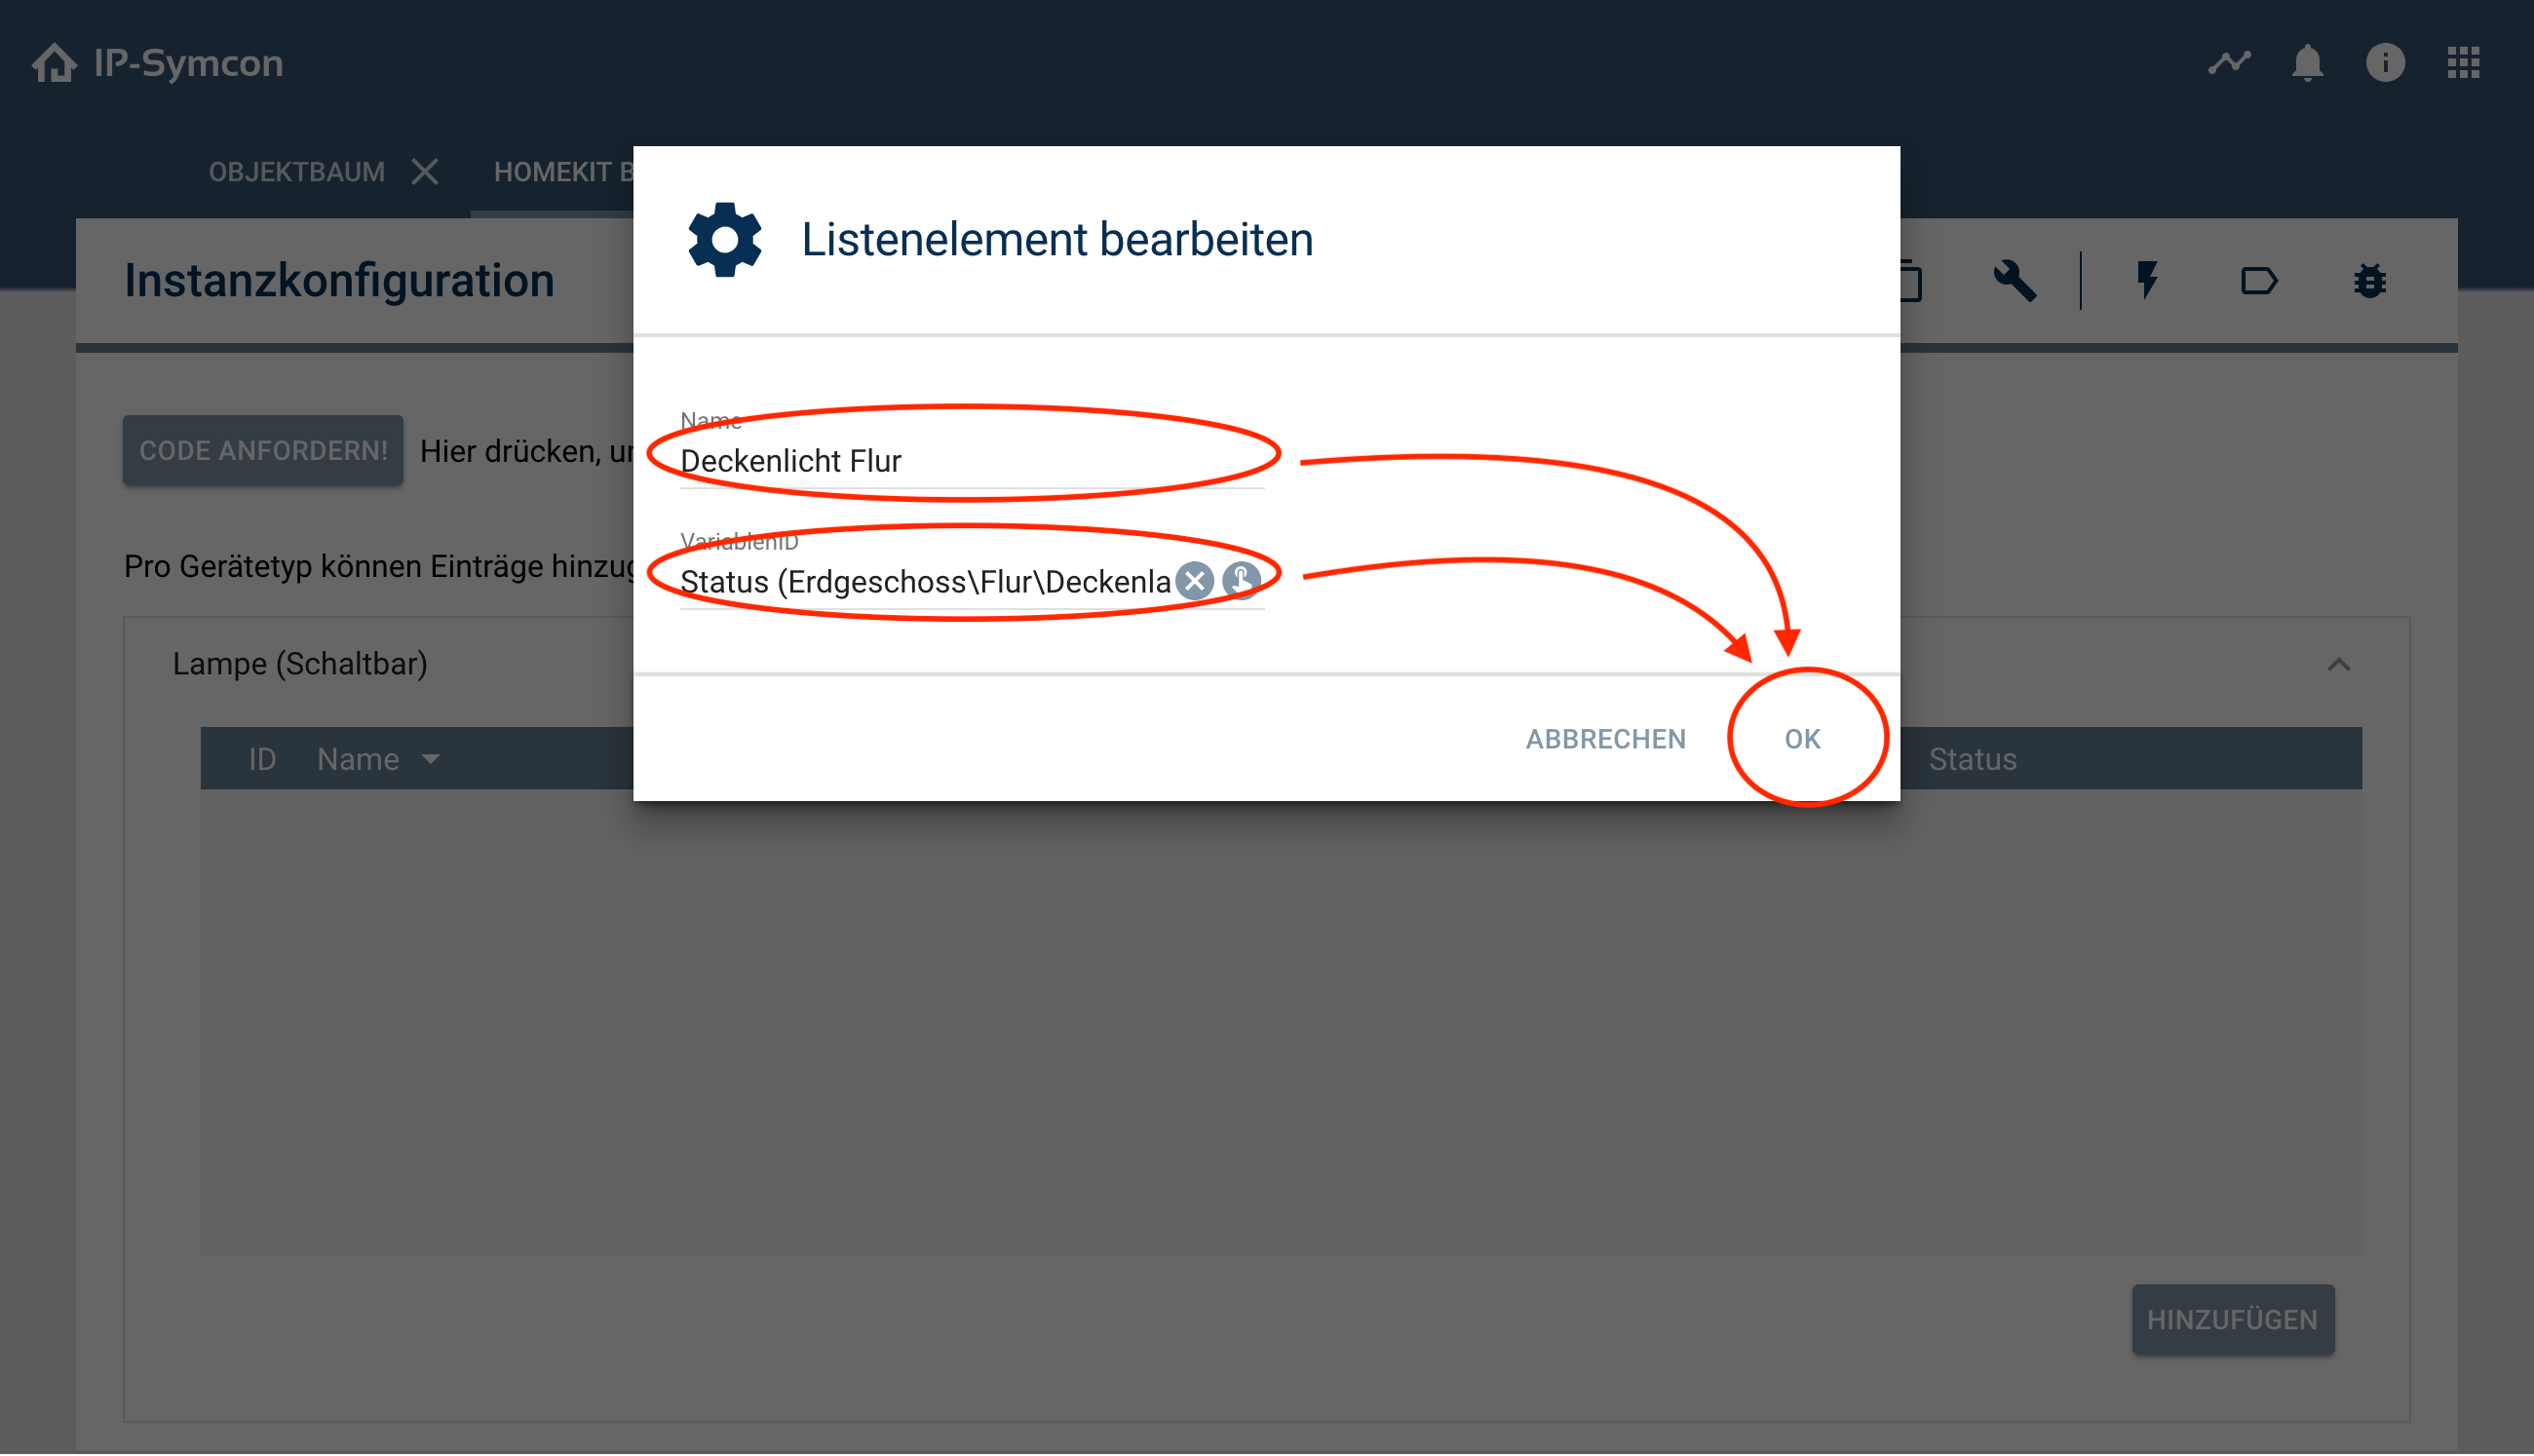 IP-Symcon
OBJEKTBAUM
HOMEKIT B
Instanzkonfiguration
Listenelement bearbeiten
CODE ANFORDERN!
Hier drücken, u
Name
Deckenlicht Flur
VariablenID
Status (Erdgeschoss\Flur\Deckenla
Pro Gerätetyp können Einträge hinzu
Lampe (Schaltbar)
ABBRECHEN
OK
ID
Name
Status
HINZUFÜGEN